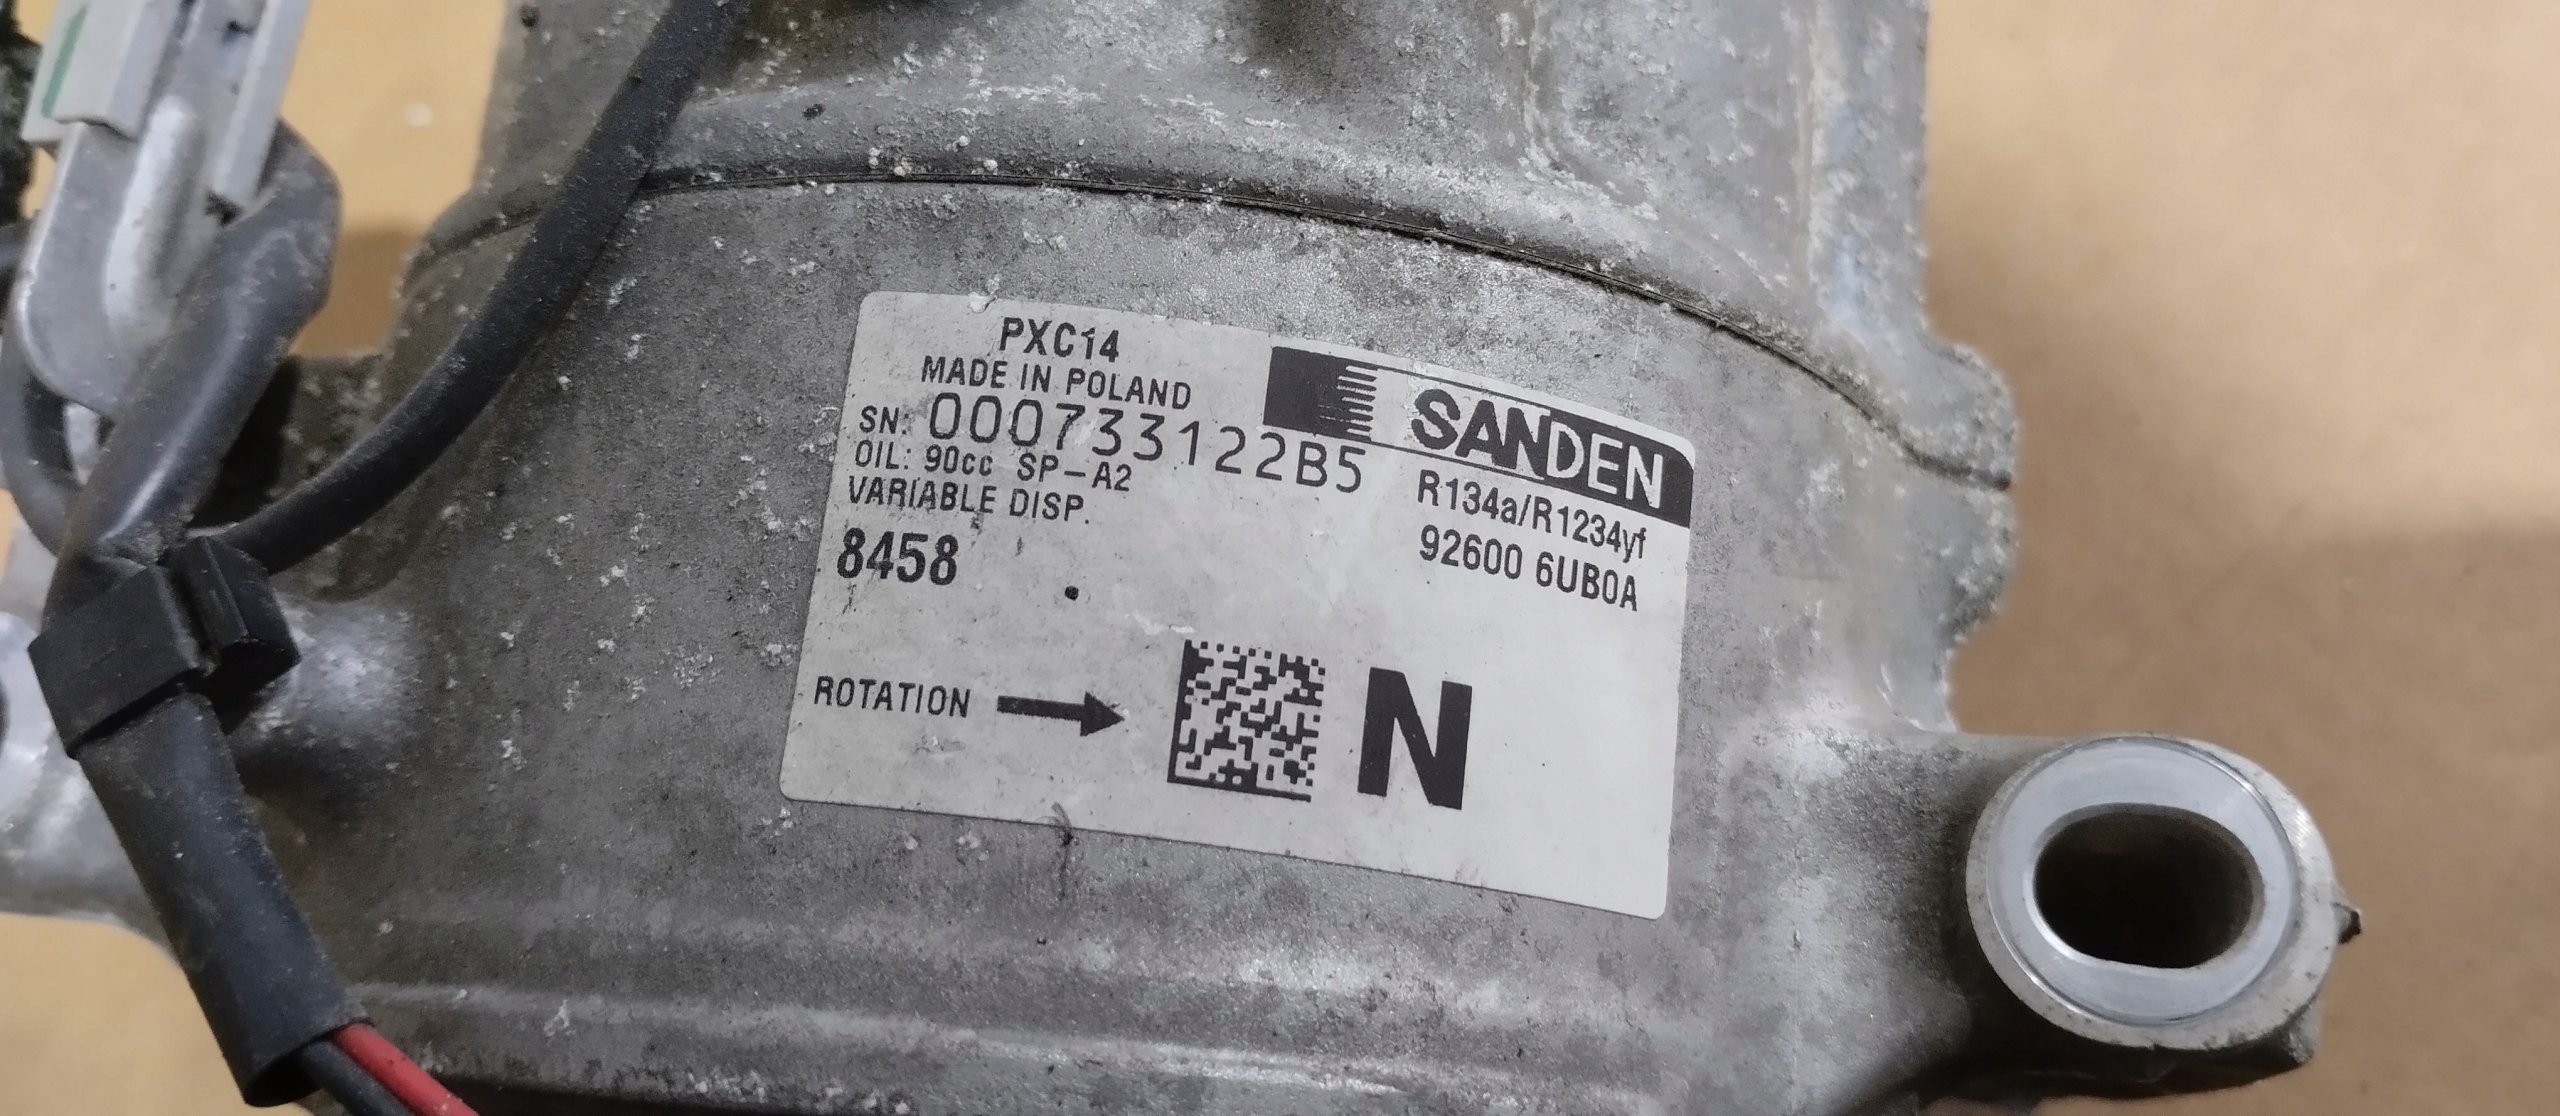 PXC14
MADE IN POLAND
SANDEN
SN: 000733122B5
OIL: 90cc SP-A2
VARIABLE DISP.
R134a/R1234yf
8458
92600 6UB0A
ROTATION
N